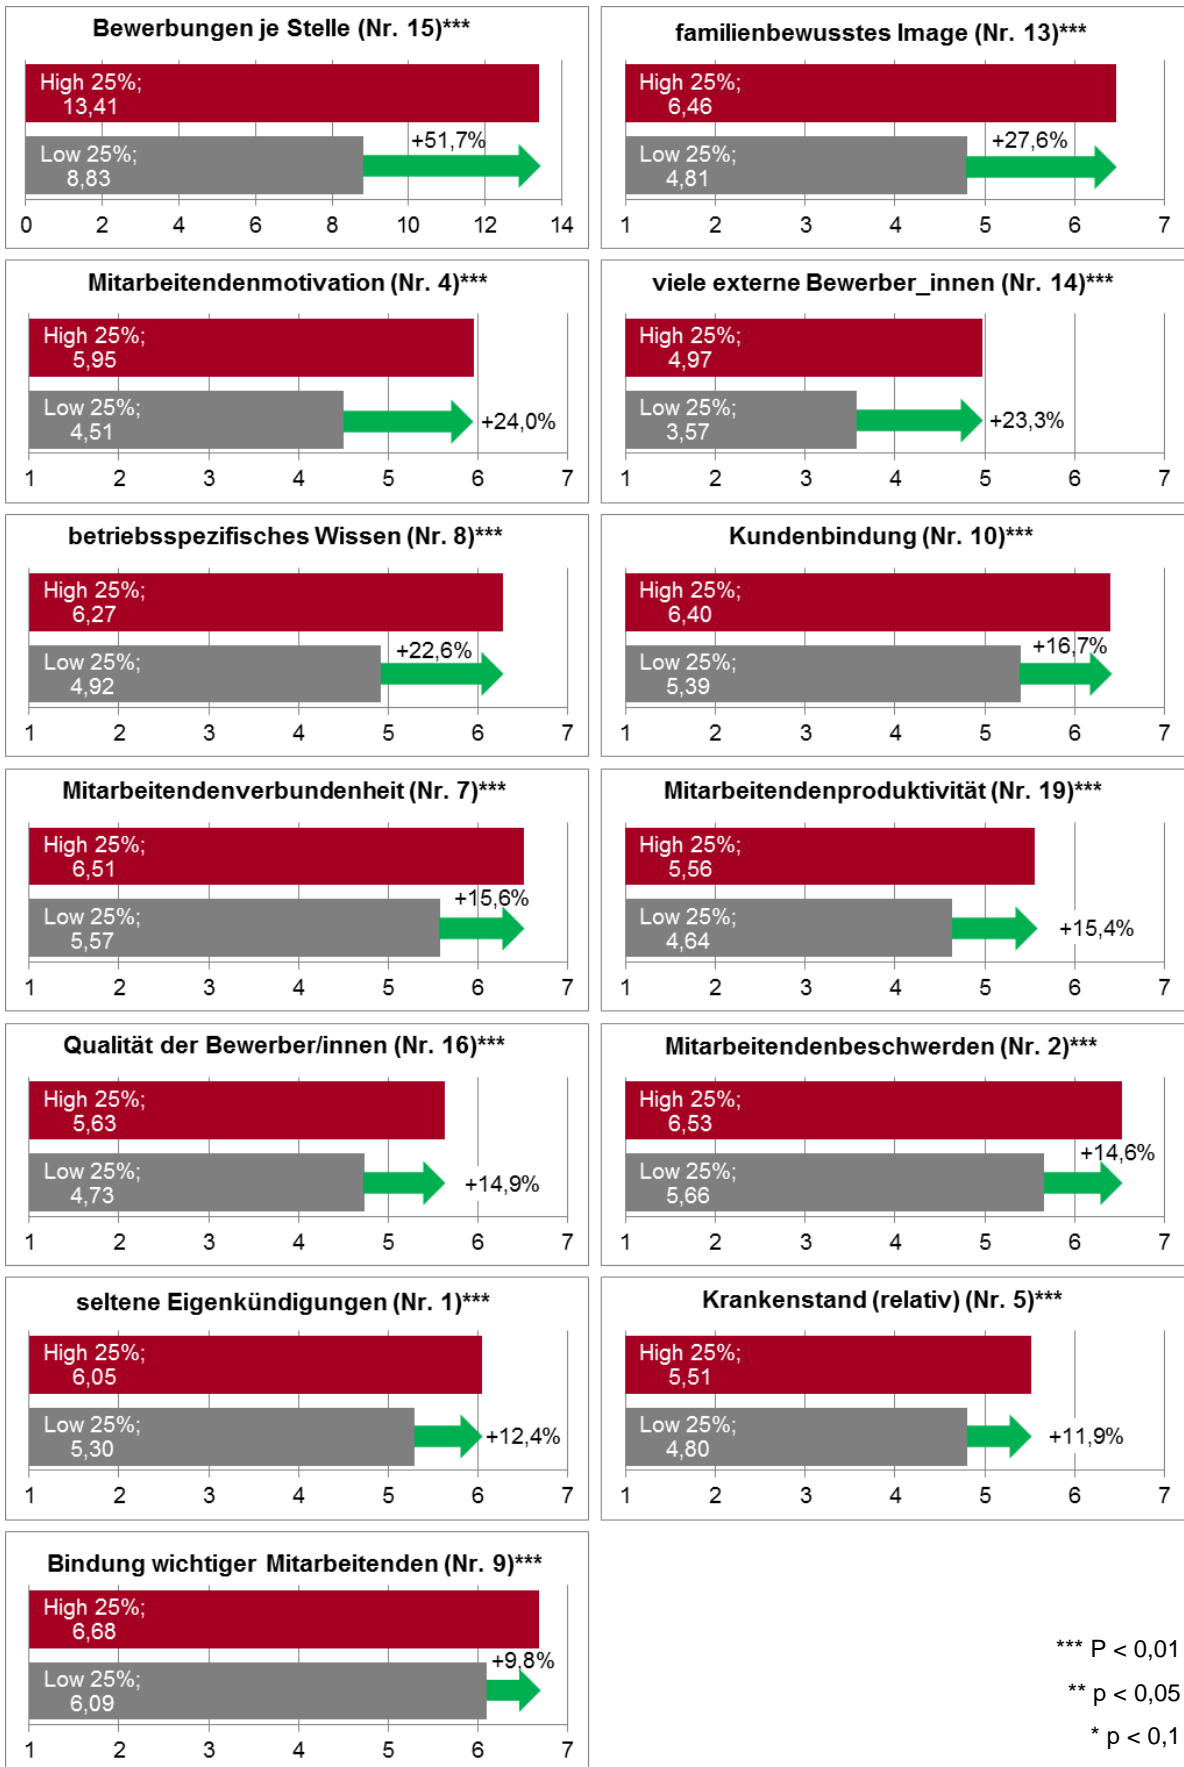 Bewerbungen je Stelle (Nr. 15)***
High 25%;
13,41
+51,7%
Low 25%;
8,83
0 2 4 6 8 10 12 14
familienbewusstes Image (Nr. 13)***
High 25%;
6,46
+27,6%
Low 25%;
4,81
1 2 3 4 5 6 7
Mitarbeitendenmotivation (Nr. 4)***
High 25%;
5,95
Low 25%;
4,51
+24,0%
1 2 3 4 5 6 7
viele externe Bewerber_innen (Nr. 14)***
High 25%;
4,97
Low 25%;
3,57
+23,3%
1 2 3 4 5 6 7
betriebsspezifisches Wissen (Nr. 8)***
High 25%;
6,27
+22,6%
Low 25%;
4,92
1 2 3 4 5 6 7
Kundenbindung (Nr. 10)***
High 25%;
6,40
+16,7%
Low 25%;
5,39
1 2 3 4 5 6 7
Mitarbeitendenverbundenheit (Nr. 7)***
High 25%;
6,51
+15,6%
Low 25%;
5,57
1 2 3 4 5 6 7
Mitarbeitendenproduktivität (Nr. 19)***
High 25%;
5,56
Low 25%;
4,64
+15,4%
1 2 3 4 5 6 7
Qualität der Bewerber/innen (Nr. 16)***
High 25%;
5,63
Low 25%;
4,73
+14,9%
1 2 3 4 5 6 7
Mitarbeitendenbeschwerden (Nr. 2)***
High 25%;
6,53
+14,6%
Low 25%;
5,66
1 2 3 4 5 6 7
seltene Eigenkündigungen (Nr. 1)***
High 25%;
6,05
Low 25%;
5,30
+12,4%
1 2 3 4 5 6 7
Krankenstand (relativ) (Nr. 5)***
High 25%;
5,51
Low 25%;
4,80
+11,9%
1 2 3 4 5 6 7
Bindung wichtiger Mitarbeitenden (Nr. 9)***
High 25%;
6,68
+9,8%
Low 25%;
6,09
1 2 3 4 5 6 7
*** P < 0,01
** p < 0,05
* p < 0,1